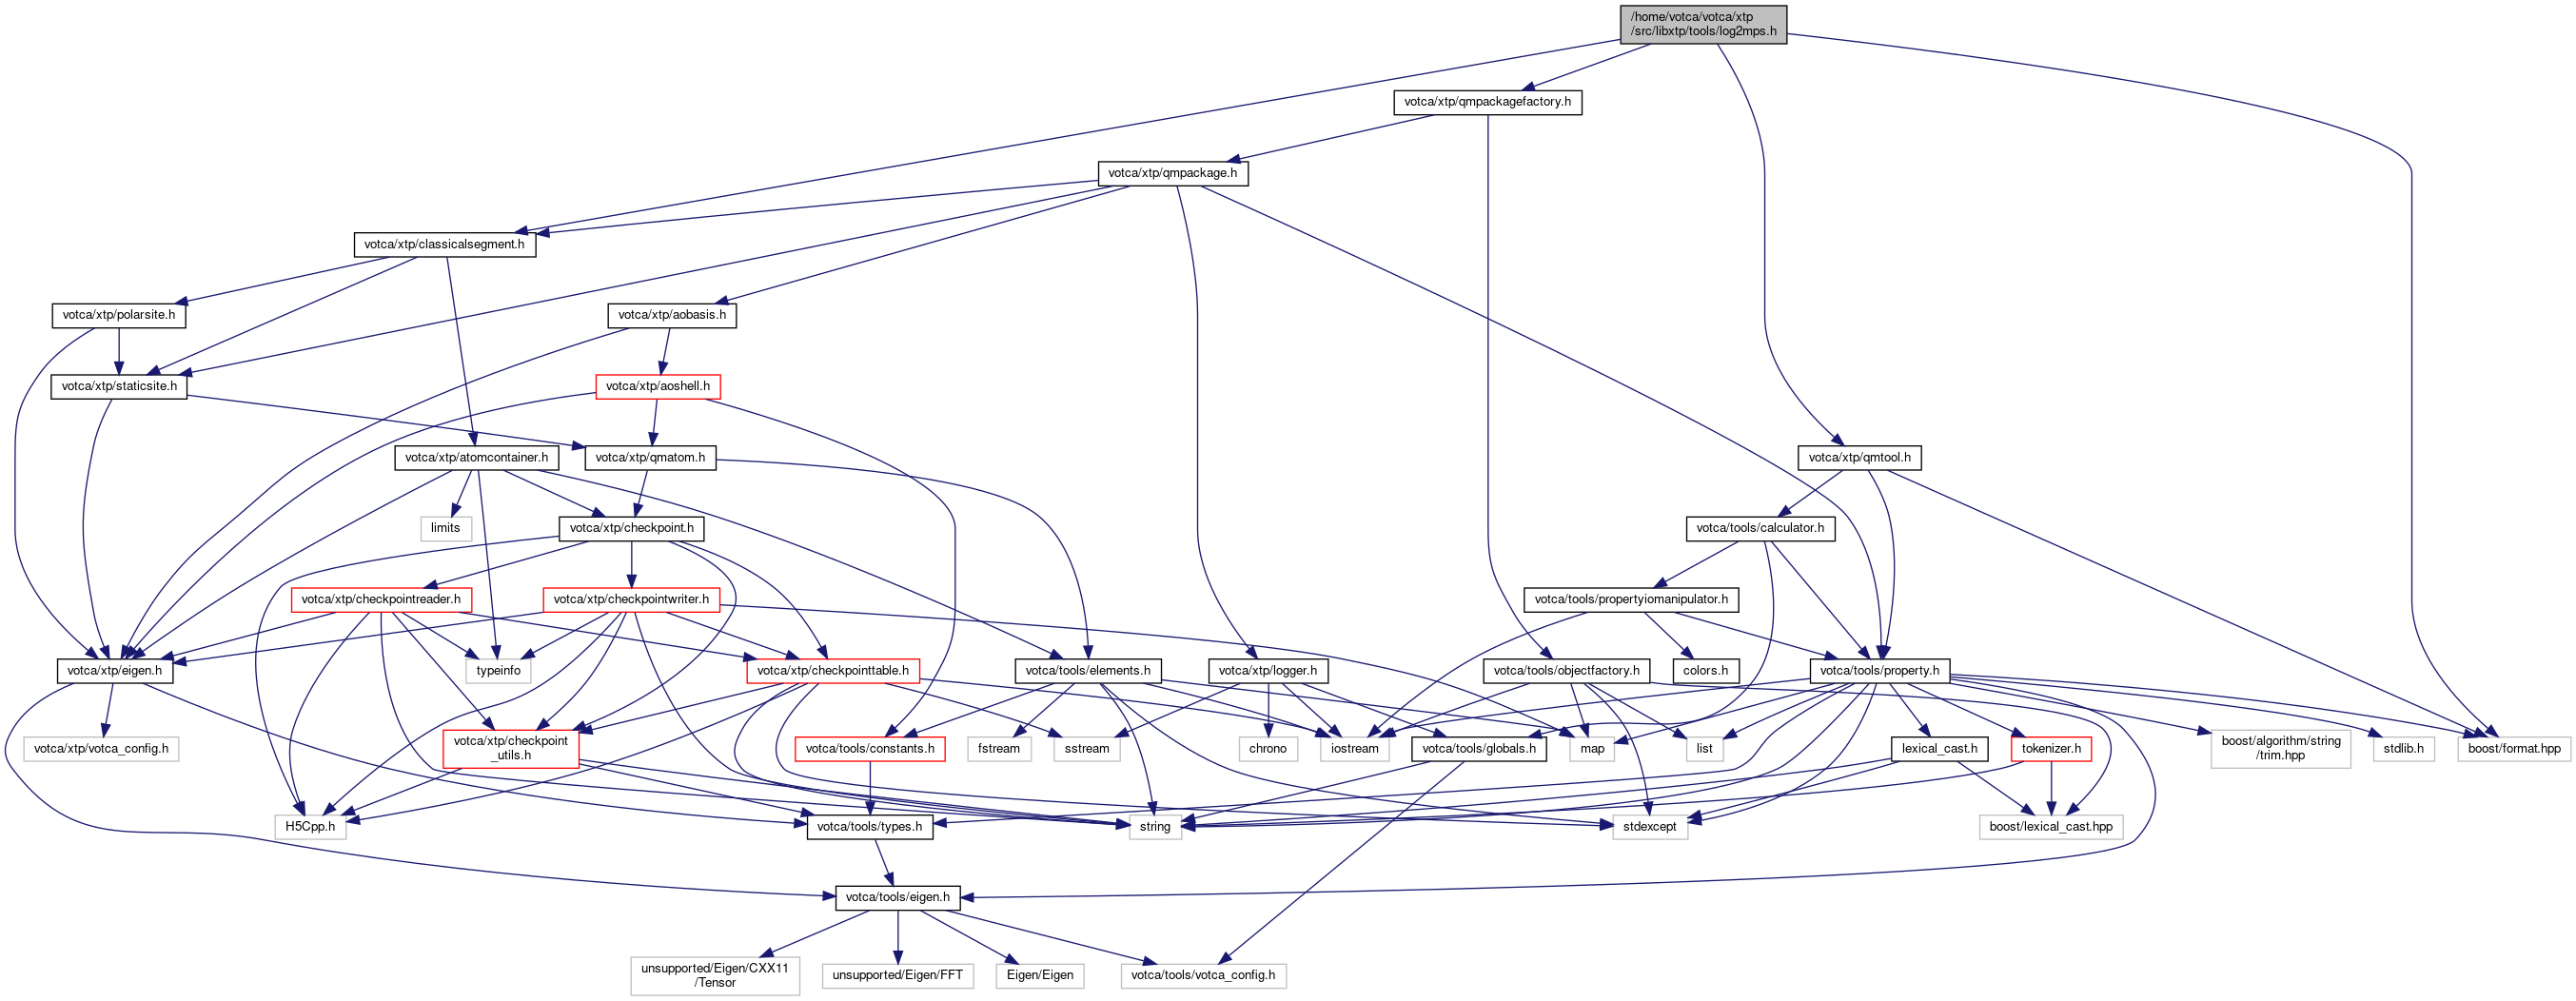 /home/votca/votca/xtp
/src/libxtp/tools/log2mps.h
votca/xtp/qmpackagefactory.h
votca/xtp/qmpackage.h
votca/xtp/classicalsegment.h
votca/xtp/polarsite.h
votca/xtp/aobasis.h
votca/xtp/staticsite.h
votca/xtp/aoshell.h
votca/xtp/atomcontainer.h
votca/xtp/qmatom.h
votca/xtp/qmtool.h
limits
votca/xtp/checkpoint.h
votca/tools/calculator.h
votca/xtp/checkpointreader.h
votca/xtp/checkpointwriter.h
votca/tools/propertyiomanipulator.h
votca/xtp/eigen.h
typeinfo
votca/xtp/checkpointtable.h
votca/tools/elements.h
votca/xtp/logger.h
votca/tools/objectfactory.h
colors.h
votca/tools/property.h
votca/xtp/votca_config.h
votca/xtp/checkpoint
_utils.h
votca/tools/constants.h
fstream
sstream
chrono
iostream
votca/tools/globals.h
map
list
lexical_cast.h
tokenizer.h
boost/algorithm/string
/trim.hpp
stdlib.h
boost/format.hpp
H5Cpp.h
votca/tools/types.h
string
stdexcept
boost/lexical_cast.hpp
votca/tools/eigen.h
unsupported/Eigen/CXX11
/Tensor
unsupported/Eigen/FFT
Eigen/Eigen
votca/tools/votca_config.h